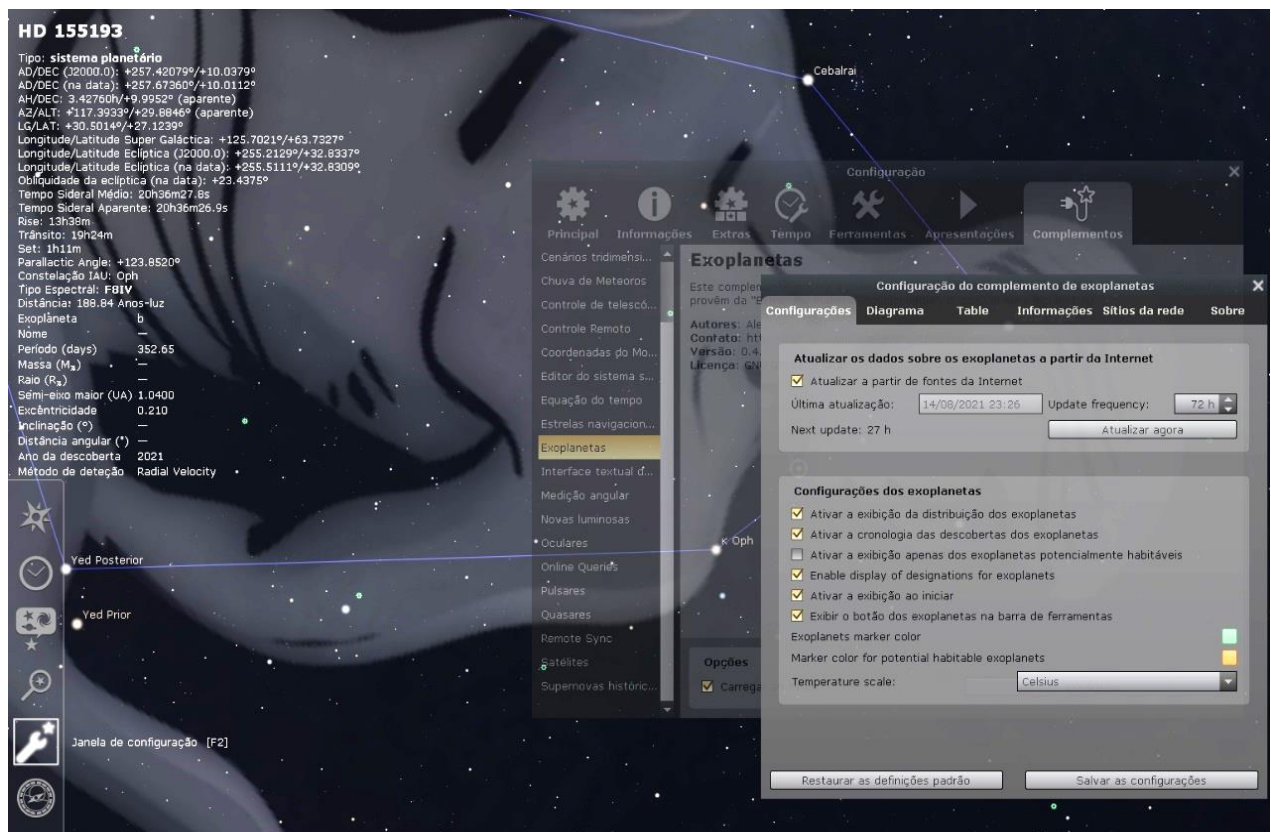 HD 155193
Tipo: sistema planetário
AD/DEC (J2000.0): +257.42079°/+10.0379°
AD/DEC (na data): +257.67360°/+10.0112°
AH/DEC: 3.42760h/+9.9952° (aparente)
AZ/ALT: +117.3933°/+29.8846° (aparente)
LG/LAT: +30.5014°/+27.1239°
Longitude/Latitude Super Galáctica: +125.7021°/+63.7327°
Longitude/Latitude Eclíptica (J2000.0): +255.2129°/+32.8337°
Longitude/Latitude Eclíptica (na data): +255.5111°/+32.8309°
Obliquidade da eclíptica (na data): +23.4375°
Tempo Sideral Médio: 20h36m27.8s
Tempo Sideral Aparente: 20h36m26.9s
Rise: 13h38m
Trânsito: 19h24m
Set: 1h11m
Parallactic Angle: +123.8520°
Constelação IAU: Oph
Tipo Espectral: F8IV
Distância: 188.84 Anos-luz
Exoplaneta b
Nome —
Período (days) 352.65
Massa (M♃) —
Raio (R♃) —
Semi-eixo maior (UA) 1.0400
Excentricidade 0.210
Inclinação (°) —
Distância angular (") —
Ano da descoberta 2021
Método de deteção Radial Velocity
Cebalrai
κ Oph
Yed Posterior
Yed Prior
Janela de configuração [F2]
Configuração
Principal Informações Extras Tempo Ferramentas Apresentações Complementos
Cenários tridimensi...
Chuva de Meteoros
Controle de telescó...
Controle Remoto
Coordenadas do Mo...
Editor do sistema s...
Equação do tempo
Estrelas navigacion...
Exoplanetas
Interface textual d...
Medição angular
Novas luminosas
Oculares
Online Queries
Pulsares
Quasares
Remote Sync
Satélites
Supernovas históric...
Exoplanetas
Este complem
provêm da "E
Autores: Ale
Contato: htt
Versão: 0.4.
Licença: GNU
Opções
Carrega
Configuração do complemento de exoplanetas
Configurações Diagrama Table Informações Sítios da rede Sobre
Atualizar os dados sobre os exoplanetas a partir da Internet
Atualizar a partir de fontes da Internet
Última atualização: 14/08/2021 23:26 Update frequency: 72 h
Next update: 27 h Atualizar agora
Configurações dos exoplanetas
Ativar a exibição da distribuição dos exoplanetas
Ativar a cronologia das descobertas dos exoplanetas
Ativar a exibição apenas dos exoplanetas potencialmente habitáveis
Enable display of designations for exoplanets
Ativar a exibição ao iniciar
Exibir o botão dos exoplanetas na barra de ferramentas
Exoplanets marker color
Marker color for potential habitable exoplanets
Temperature scale: Celsius
Restaurar as definições padrão Salvar as configurações